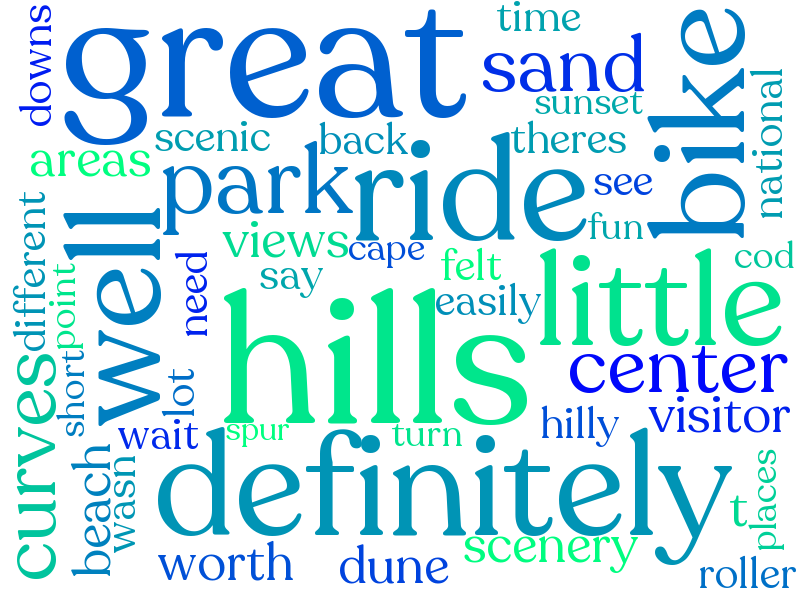 downs
great
time
sand
sunset
bike
national
scenic
back
theres
areas
park
ride
see
fun
different
well
views
cape
cod
point
need
say
felt
easily
little
hills
center
curves
short
lot
visitor
wait
spur
turn
hilly
beach
wasn
definitely
t
places
worth
dune
scenery
roller